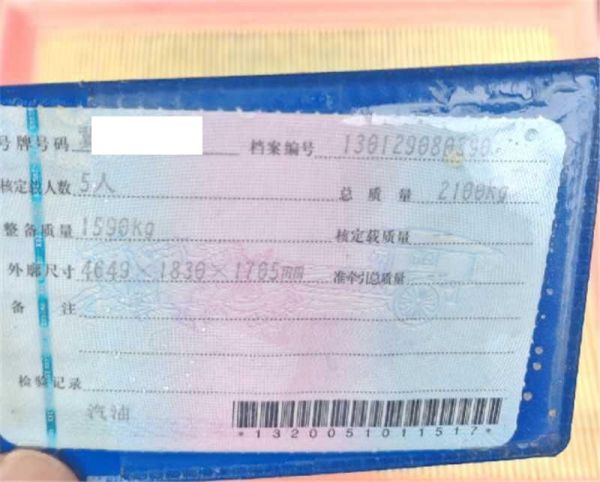 号牌号码 档案编号 130129080390
核定载人数 5人 总质量 2100kg
整备质量 1590kg 核定载质量
外廓尺寸 4649×1830×1705mm 准牵引总质量
备注
检验记录
汽油
*1320051011517*